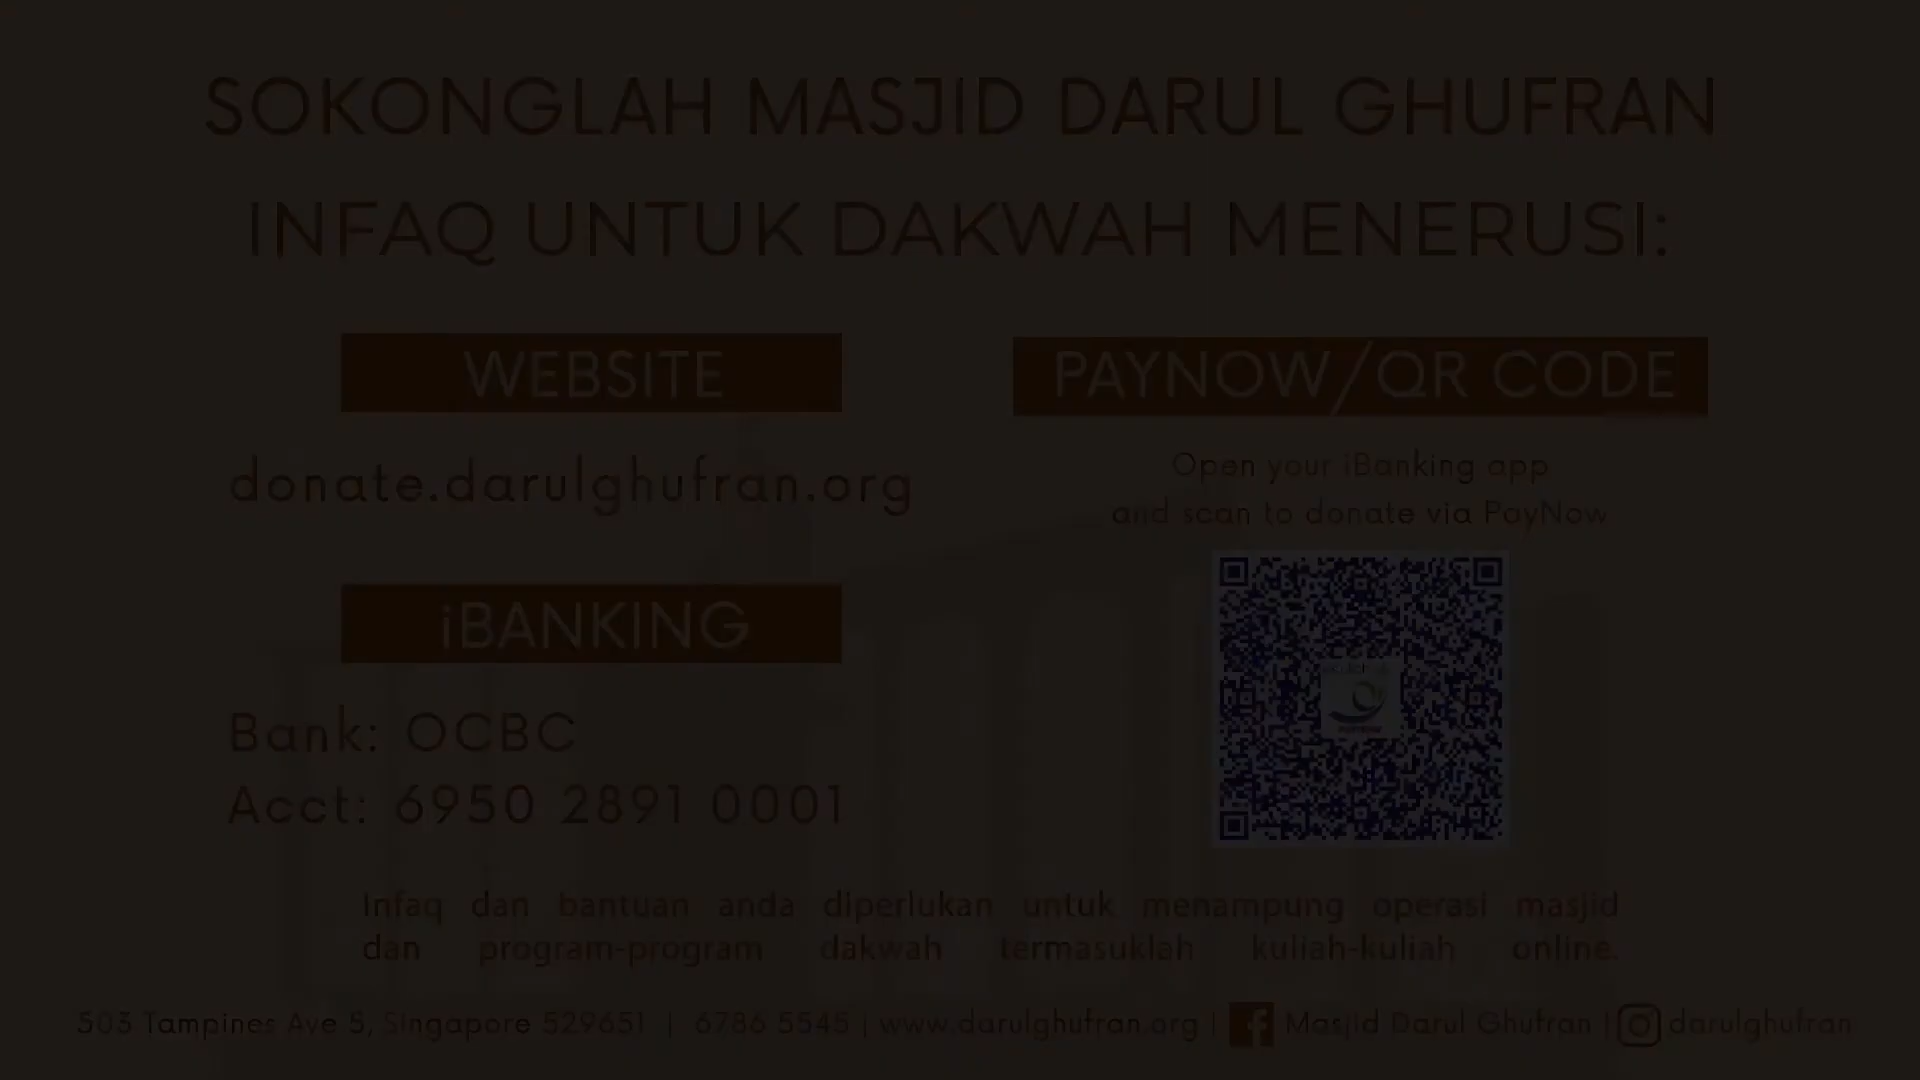 SOKONGLAH MASJID DARUL GHUFRAN
INFAQ UNTUK DAKWAH MENERUSI:
WEBSITE
donate.darulghufran.org
iBANKING
Bank: OCBC
Acct: 6950 2891 0001
PAYNOW/QR CODE
Open your iBanking app
and scan to donate via PayNow
Infaq dan bantuan anda diperlukan untuk menampung operasi masjid
dan program-program dakwah termasuklah kuliah-kuliah online.
503 Tampines Ave 5, Singapore 529651 | 6786 5545 | www.darulghufran.org | Masjid Darul Ghufran | darulghufran